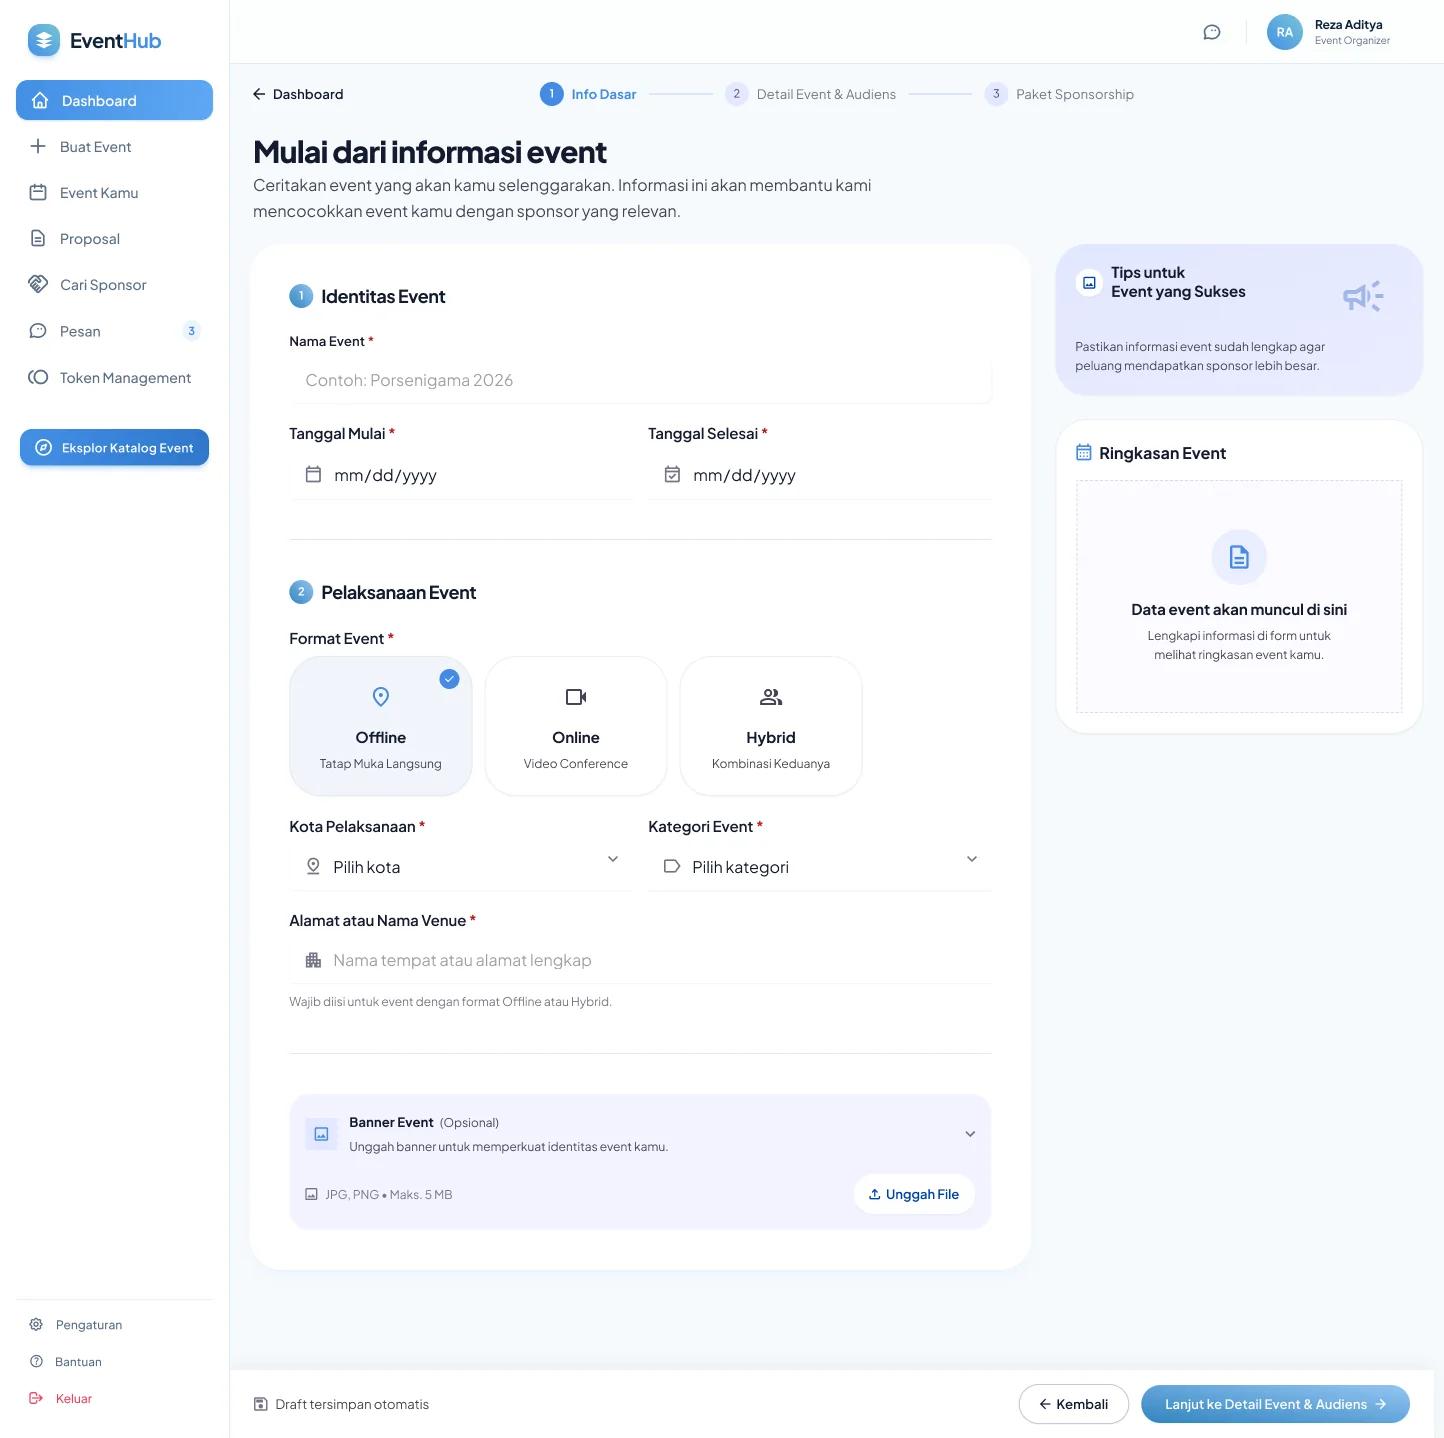 EventHub
Dashboard
Buat Event
Event Kamu
Proposal
Cari Sponsor
Pesan 3
Token Management
Eksplor Katalog Event
Pengaturan
Bantuan
Keluar
RA
Reza Aditya
Event Organizer
Dashboard
1 Info Dasar
2 Detail Event & Audiens
3 Paket Sponsorship
Mulai dari informasi event
Ceritakan event yang akan kamu selenggarakan. Informasi ini akan membantu kami
mencocokkan event kamu dengan sponsor yang relevan.
1 Identitas Event
Nama Event *
Contoh: Porsenigama 2026
Tanggal Mulai *
mm/dd/yyyy
Tanggal Selesai *
mm/dd/yyyy
2 Pelaksanaan Event
Format Event *
Offline
Tatap Muka Langsung
Online
Video Conference
Hybrid
Kombinasi Keduanya
Kota Pelaksanaan *
Pilih kota
Kategori Event *
Pilih kategori
Alamat atau Nama Venue *
Nama tempat atau alamat lengkap
Wajib diisi untuk event dengan format Offline atau Hybrid.
Banner Event (Opsional)
Unggah banner untuk memperkuat identitas event kamu.
JPG, PNG • Maks. 5 MB
Unggah File
Tips untuk
Event yang Sukses
Pastikan informasi event sudah lengkap agar
peluang mendapatkan sponsor lebih besar.
Ringkasan Event
Data event akan muncul di sini
Lengkapi informasi di form untuk
melihat ringkasan event kamu.
Draft tersimpan otomatis
Kembali
Lanjut ke Detail Event & Audiens